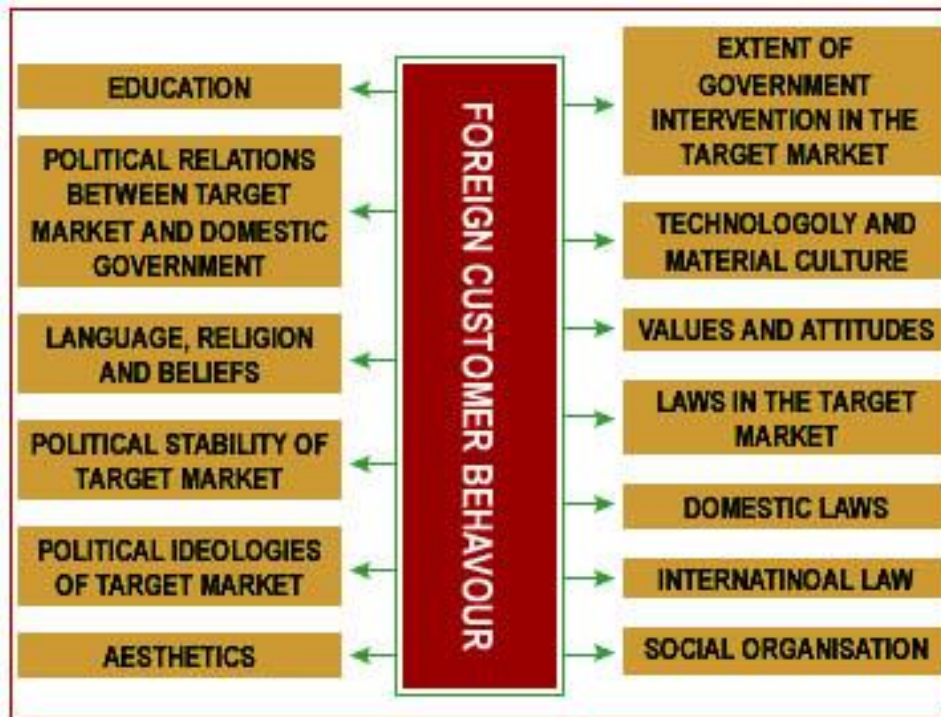 EDUCATION
POLITICAL RELATIONS
BETWEEN TARGET
MARKET AND DOMESTIC
GOVERNMENT
LANGUAGE, RELIGION
AND BELIEFS
POLITICAL STABILITY OF
TARGET MARKET
POLITICAL IDEOLOGIES
OF TARGET MARKET
AESTHETICS
FOREIGN CUSTOMER BEHAVOUR
EXTENT OF
GOVERNMENT
INTERVENTION IN THE
TARGET MARKET
TECHNOLOGOLY AND
MATERIAL CULTURE
VALUES AND ATTITUDES
LAWS IN THE TARGET
MARKET
DOMESTIC LAWS
INTERNATINOAL LAW
SOCIAL ORGANISATION